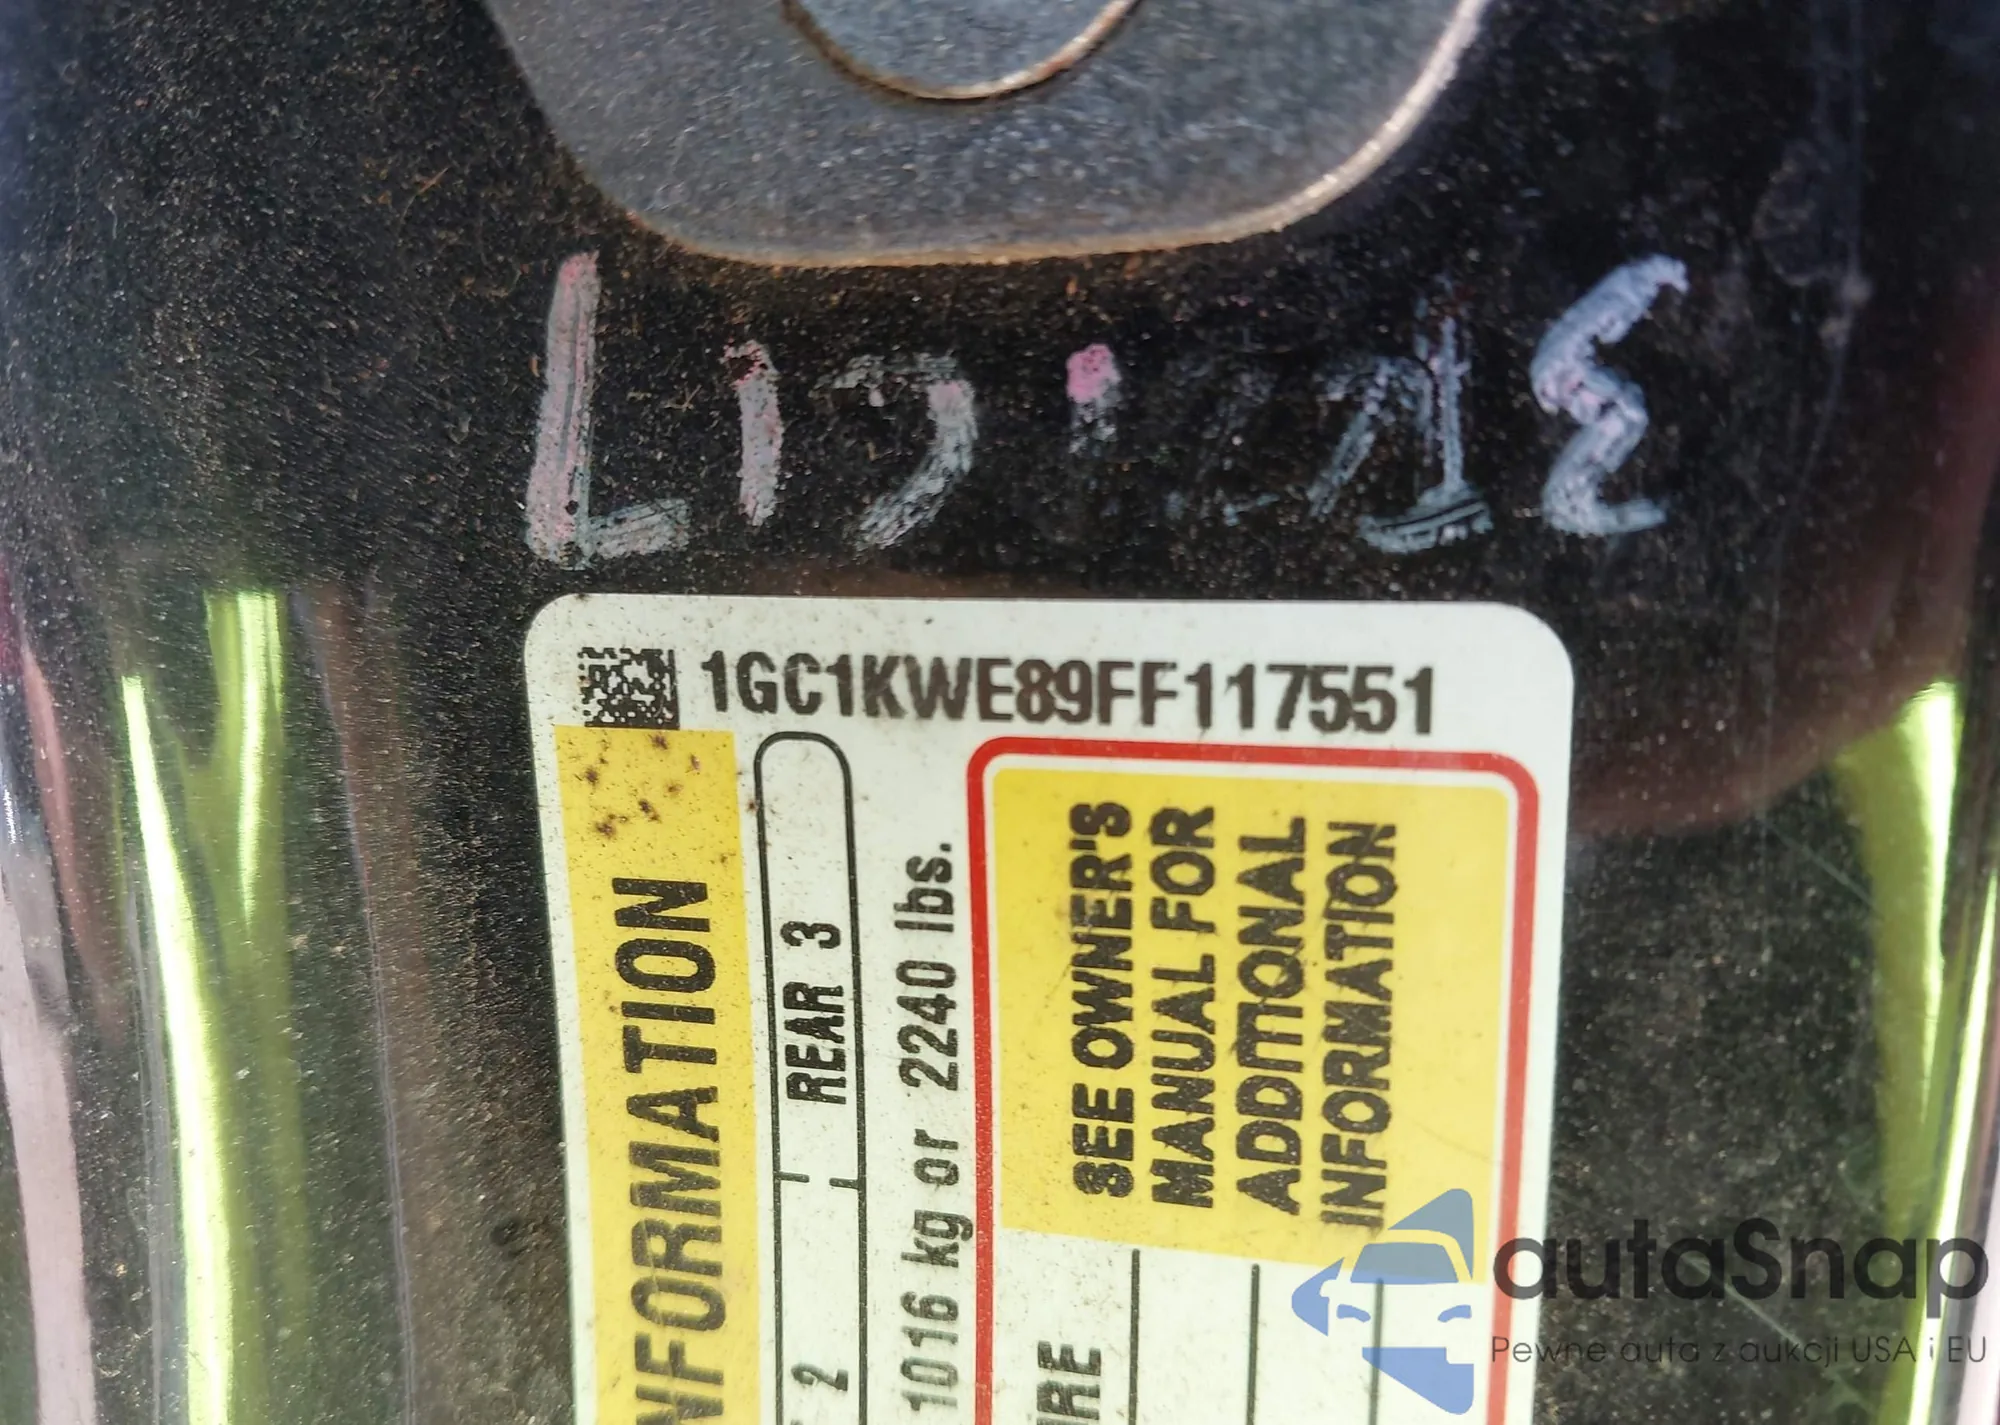 1GC1KWE89FF117551
INFORMATION
REAR 3
2
1016 kg or 2240 lbs.
SEE OWNER'S
MANUAL FOR
ADDITIONAL
INFORMATION
autaSnap
Pewne auta z aukcji USA i EU